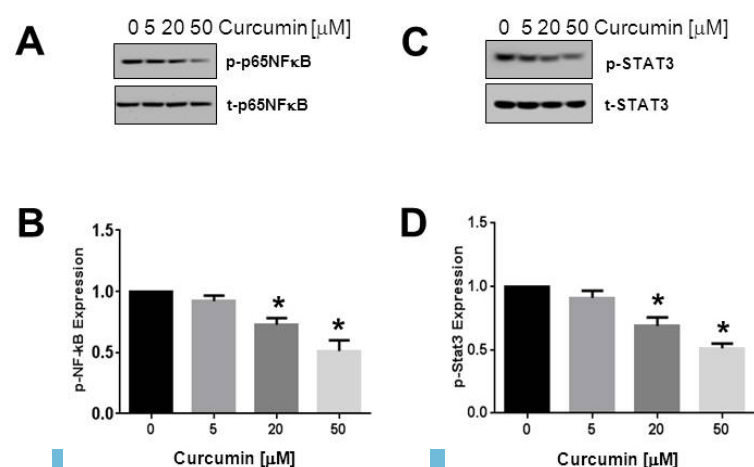 A
0 5 20 50 Curcumin [μM]
p-p65NFκB
t-p65NFκB
C
0 5 20 50 Curcumin [μM]
p-STAT3
t-STAT3
B
p-NF-kB Expression
1.5
1.0
0.5
0.0
* *
0 5 20 50
Curcumin [μM]
D
p-Stat3 Expression
1.5
1.0
0.5
0.0
* *
0 5 20 50
Curcumin [μM]